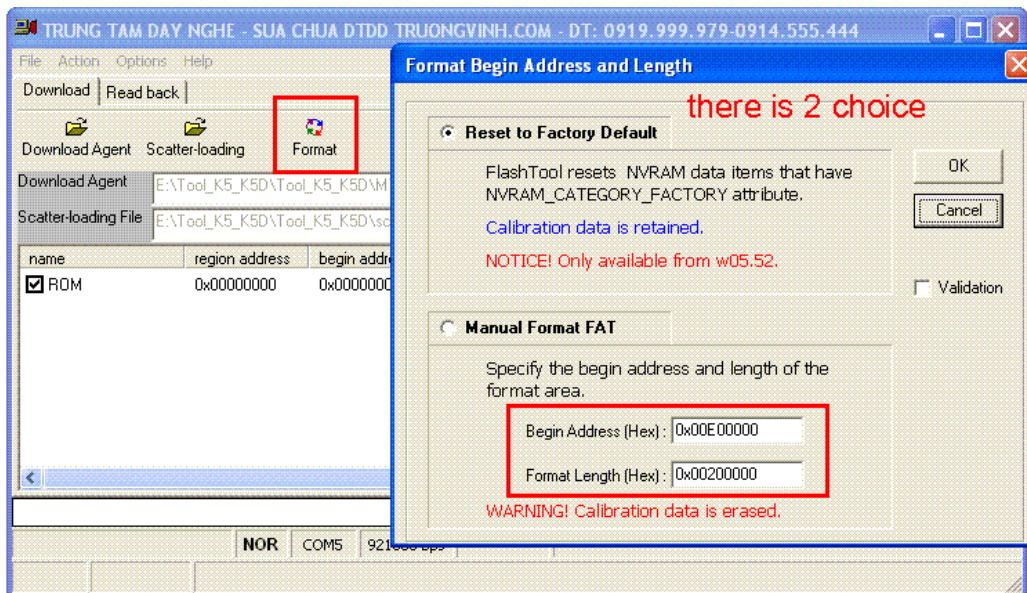 TRUNG TAM DAY NGHE - SUA CHUA DTDD TRUONGVINH.COM - DT: 0919.999.979-0914.555.444
File Action Options Help
Download Read back
Download Agent Scatter-loading Format
Download Agent E:\Tool_K5_K5D\Tool_K5_K5D\M
Scatter-loading File E:\Tool_K5_K5D\Tool_K5_K5D\sc
name region address begin addre
ROM 0x00000000 0x0000000
NOR COM5
Format Begin Address and Length
there is 2 choice
Reset to Factory Default
FlashTool resets NVRAM data items that have
NVRAM_CATEGORY_FACTORY attribute.
Calibration data is retained.
NOTICE! Only available from w05.52.
OK
Cancel
Validation
Manual Format FAT
Specify the begin address and length of the
format area.
Begin Address (Hex) : 0x00E00000
Format Length (Hex) : 0x00200000
WARNING! Calibration data is erased.